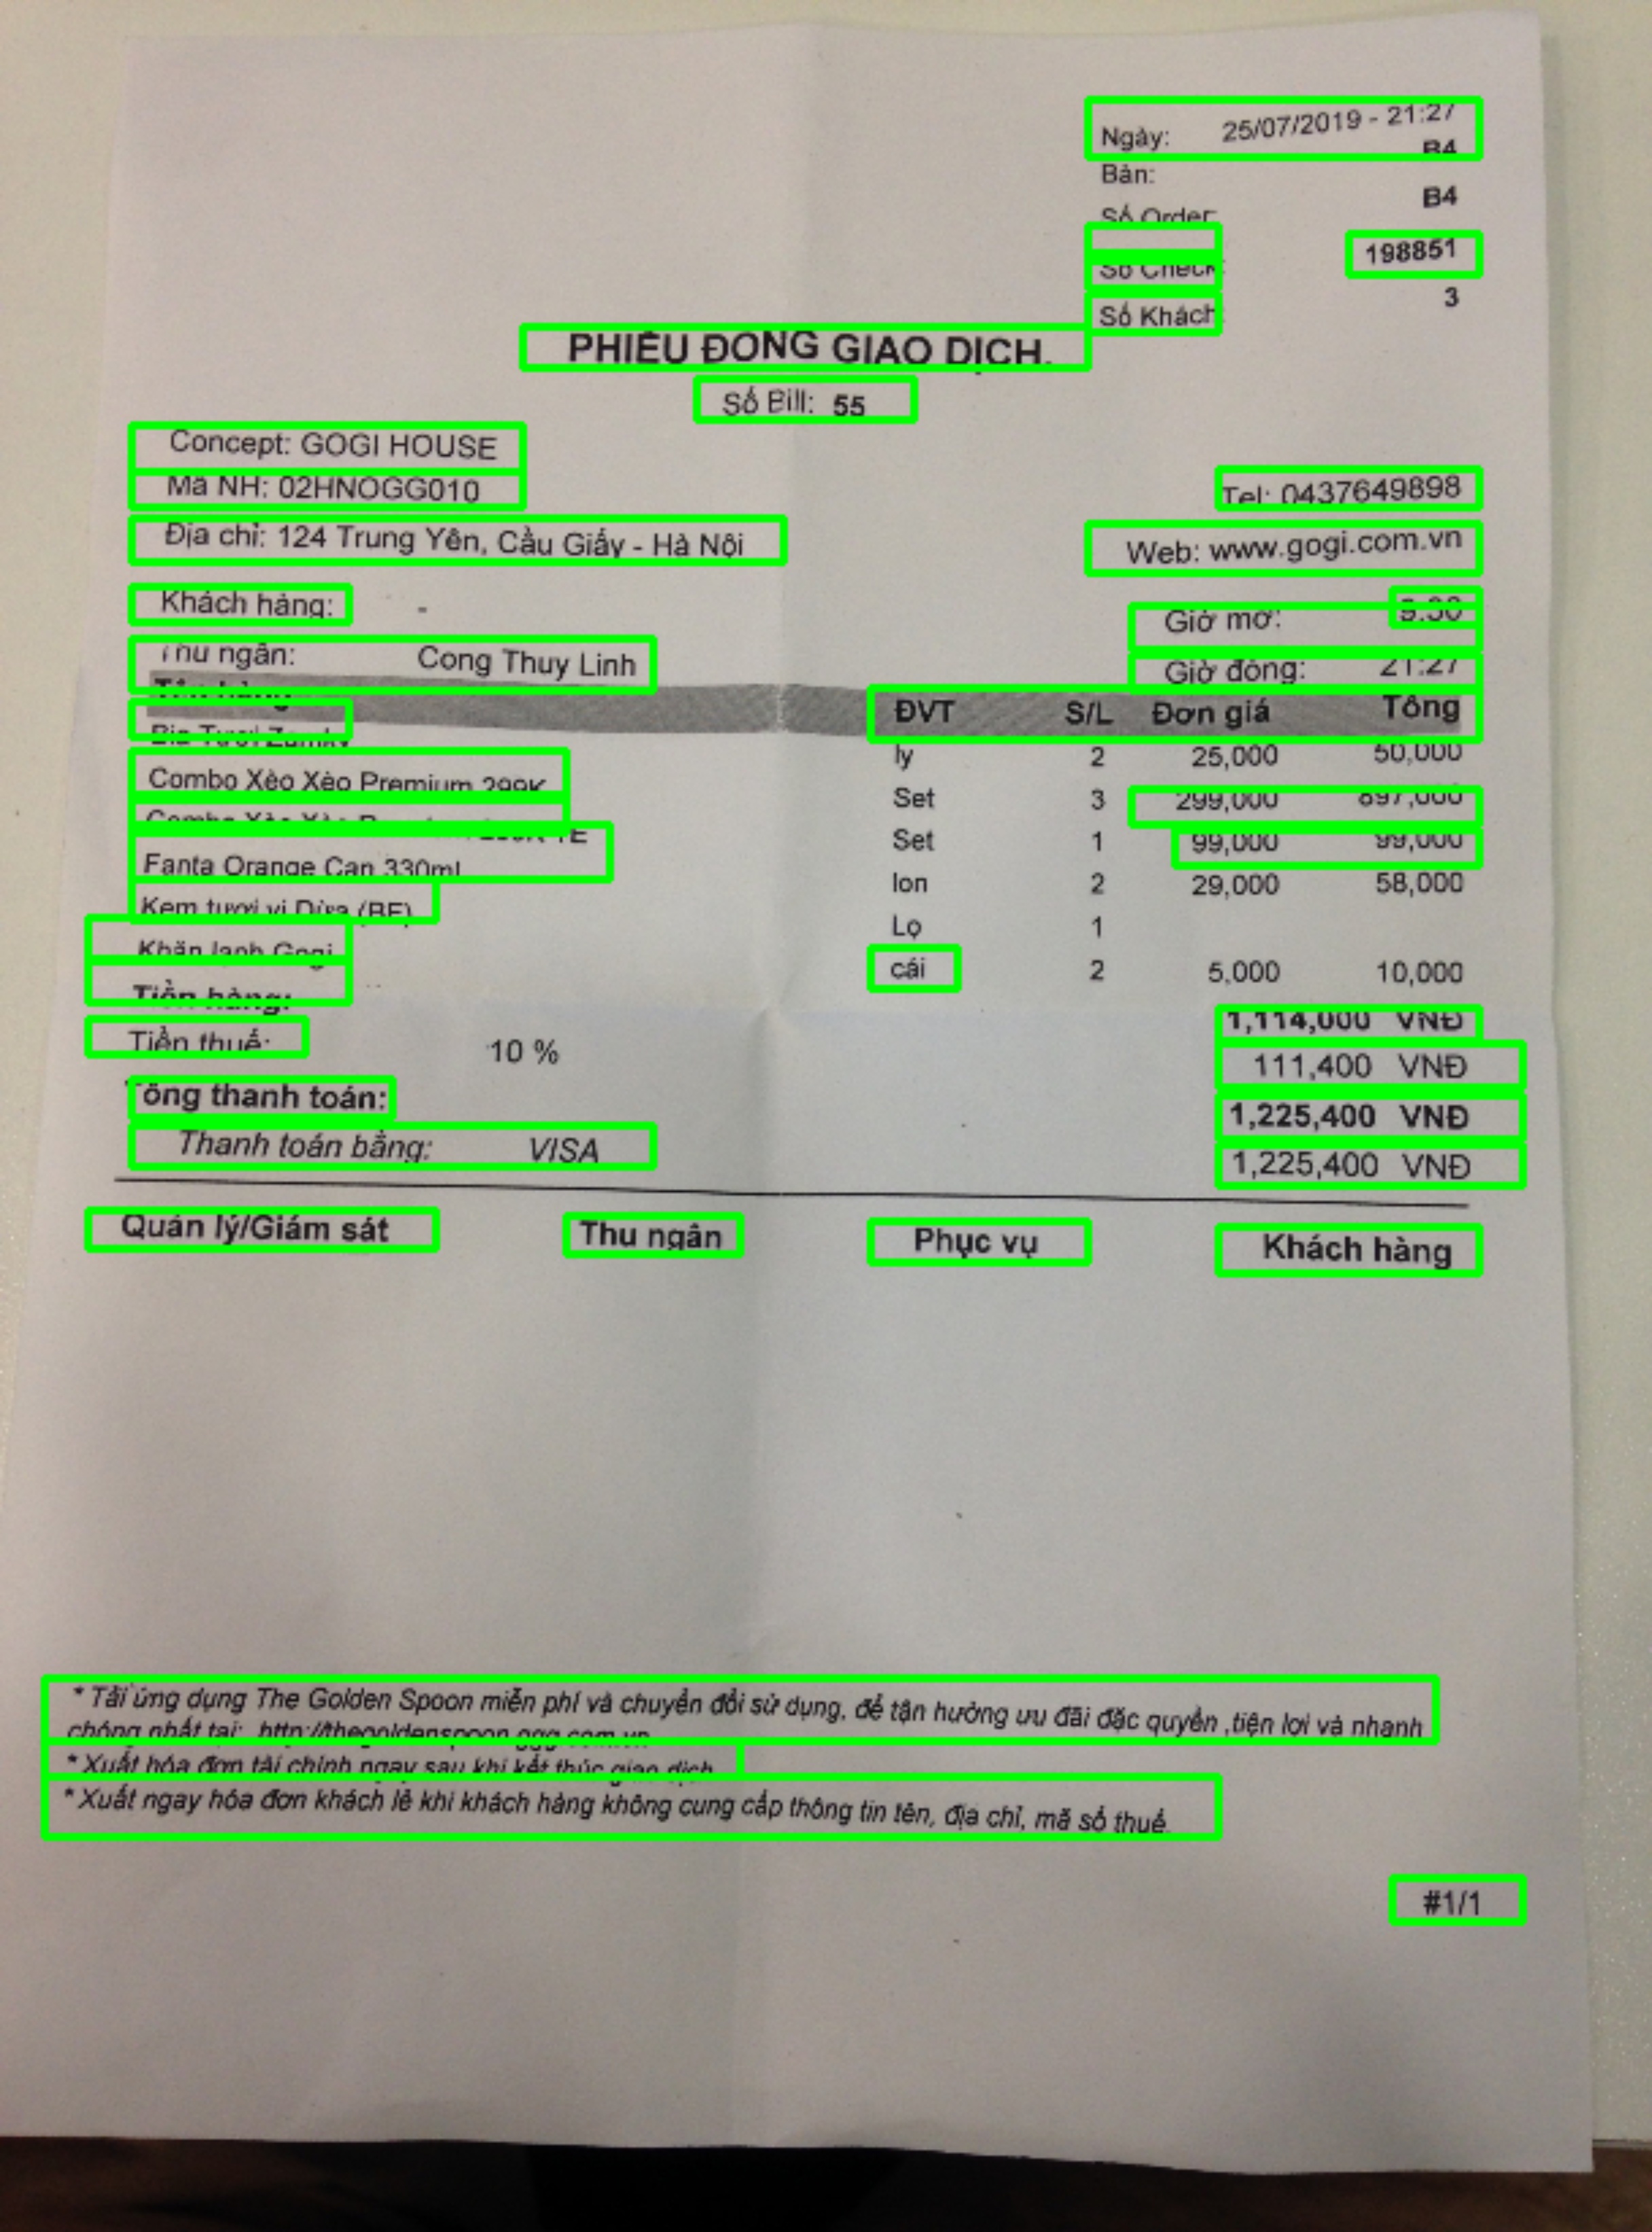 Ngày: 25/07/2019 - 21:27
Bàn: B4
Số Order: B4
Số Check: 198851
Số Khách: 3
PHIẾU ĐÓNG GIAO DỊCH.
Số Bill: 55
Concept: GOGI HOUSE
Mã NH: 02HNOGG010 Tel: 0437649898
Địa chỉ: 124 Trung Yên, Cầu Giấy - Hà Nội Web: www.gogi.com.vn
Khách hàng: - Giờ mở: 9:30
Thu ngân: Cong Thuy Linh Giờ đóng: 21:27
Tên hàng ĐVT S/L Đơn giá Tổng
Bia Tươi ly 2 25,000 50,000
Combo Xèo Xèo Premium 299K Set 3 299,000 897,000
Combo Xèo Xèo TE Set 1 99,000 99,000
Fanta Orange Can 330ml lon 2 29,000 58,000
Kem tươi vị Dừa (BF) Lọ 1
Khăn lạnh Gogi cái 2 5,000 10,000
Tiền hàng: 1,114,000 VNĐ
Tiền thuế: 10 % 111,400 VNĐ
Tổng thanh toán: 1,225,400 VNĐ
Thanh toán bằng: VISA 1,225,400 VNĐ
Quản lý/Giám sát Thu ngân Phục vụ Khách hàng
* Tải ứng dụng The Golden Spoon miễn phí và chuyển đổi sử dụng, để tận hưởng ưu đãi đặc quyền ,tiện lợi và nhanh
chóng nhất tại: http://thegoldenspoon.ggg.com.vn
* Xuất hóa đơn tài chính ngay sau khi kết thúc giao dịch
* Xuất ngay hóa đơn khách lẻ khi khách hàng không cung cấp thông tin tên, địa chỉ, mã số thuế.
#1/1